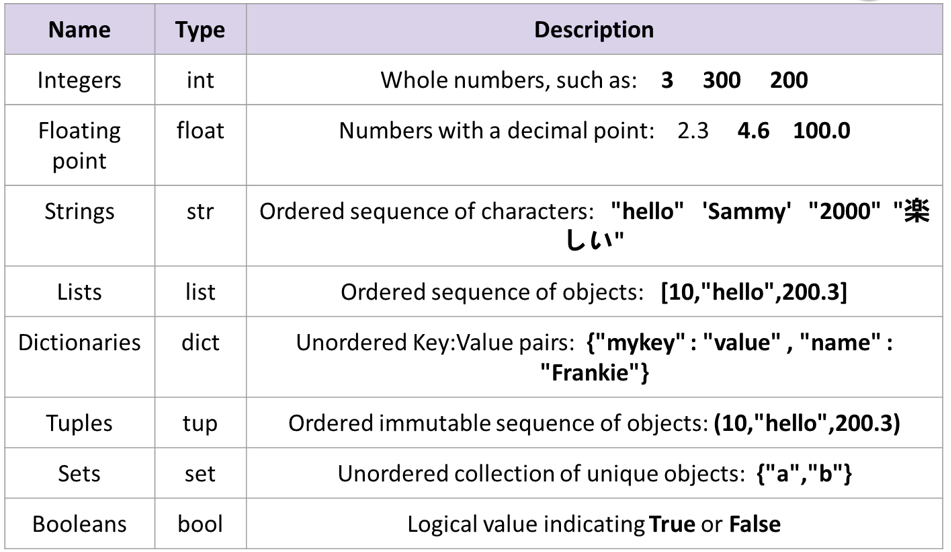 Name Type Description
Integers int Whole numbers, such as: 3 300 200
Floating float Numbers with a decimal point: 2.3 4.6 100.0
point
Strings str Ordered sequence of characters: "hello" 'Sammy' "2000" "楽
しい"
Lists list Ordered sequence of objects: [10,"hello",200.3]
Dictionaries dict Unordered Key:Value pairs: {"mykey" : "value" , "name" :
"Frankie"}
Tuples tup Ordered immutable sequence of objects: (10,"hello",200.3)
Sets set Unordered collection of unique objects: {"a","b"}
Booleans bool Logical value indicating True or False